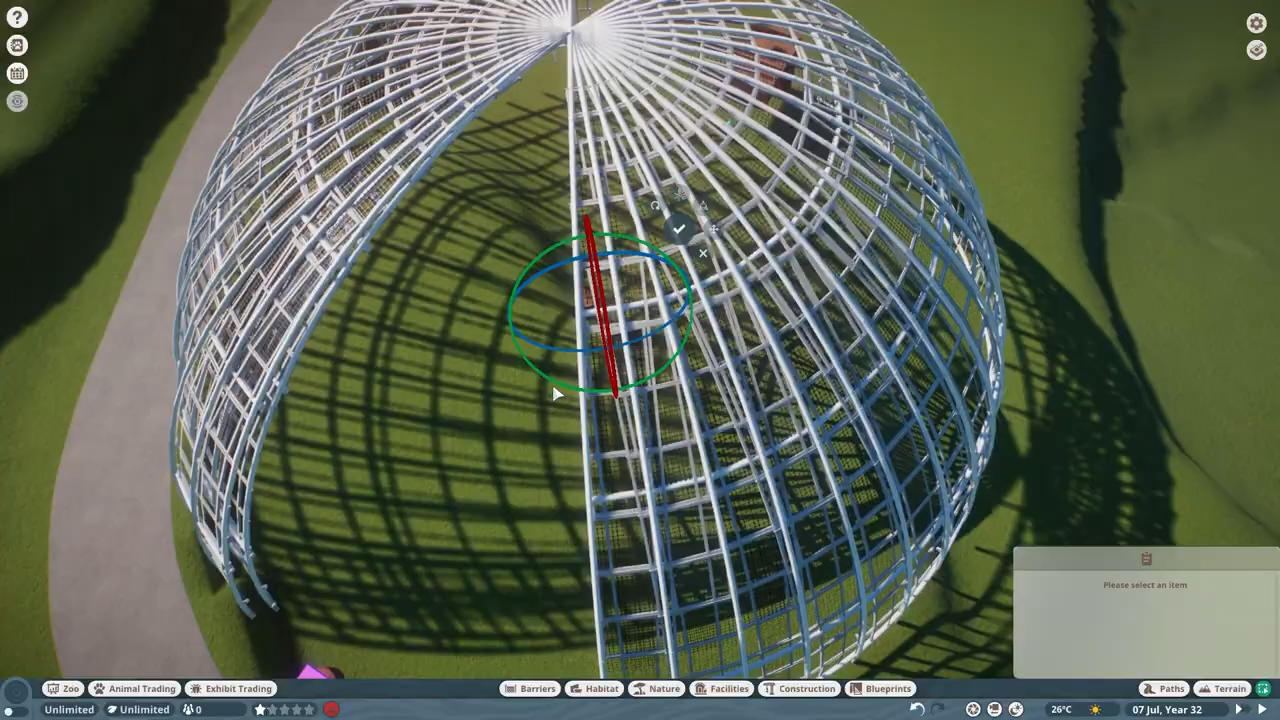 ?
Please select an item
Zoo
Animal Trading
Exhibit Trading
Barriers
Habitat
Nature
Facilities
Construction
Blueprints
Paths
Terrain
Unlimited
Unlimited
0
26°C
07 Jul, Year 32